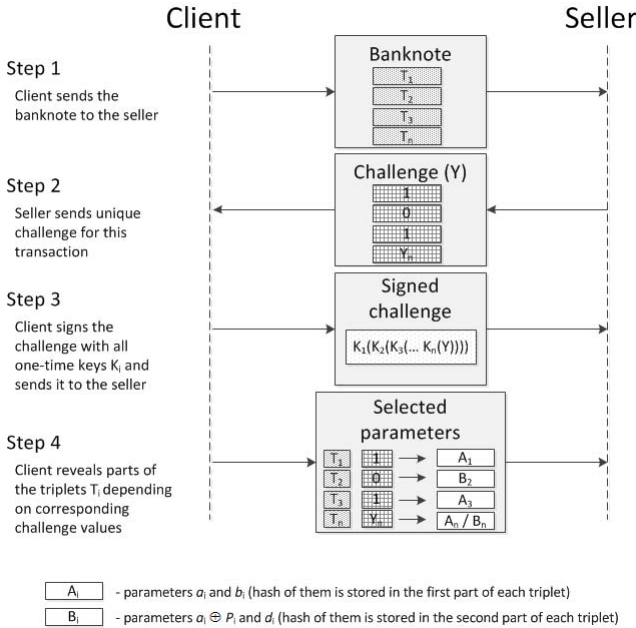 Client
Seller
Step 1
Client sends the
banknote to the seller
Banknote
T₁
T₂
T₃
Tₙ
Step 2
Seller sends unique
challenge for this
transaction
Challenge (Y)
1
0
1
Yₙ
Step 3
Client signs the
challenge with all
one-time keys Kᵢ and
sends it to the seller
Signed
challenge
K₁(K₂(K₃(... Kₙ(Y))))
Step 4
Client reveals parts of
the triplets Tᵢ depending
on corresponding
challenge values
Selected
parameters
T₁ 1 A₁
T₂ 0 B₂
T₃ 1 A₃
Tₙ Yₙ Aₙ / Bₙ
Aᵢ - parameters aᵢ and bᵢ (hash of them is stored in the first part of each triplet)
Bᵢ - parameters aᵢ ⊕ Pᵢ and dᵢ (hash of them is stored in the second part of each triplet)